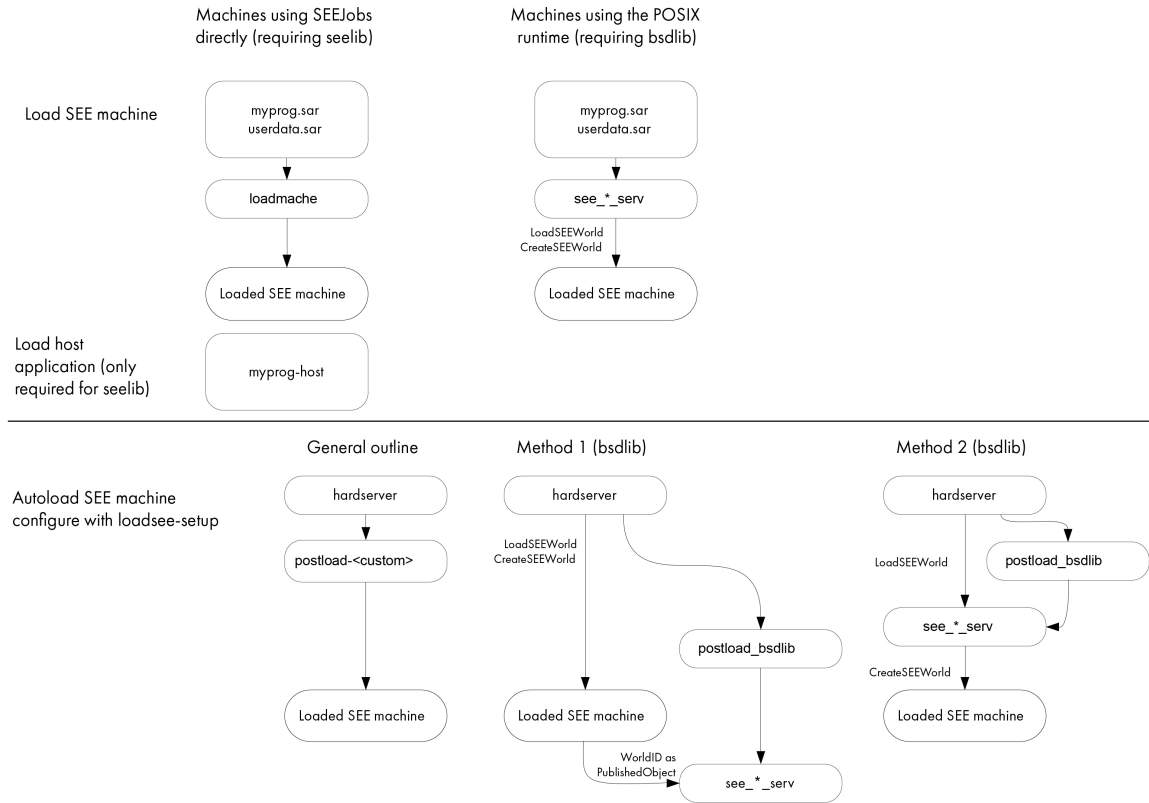 Machines using SEEJobs
directly (requiring seelib)
Machines using the POSIX
runtime (requiring bsdlib)
Load SEE machine
myprog.sar
userdata.sar
myprog.sar
userdata.sar
loadmache
see_*_serv
LoadSEEWorld
CreateSEEWorld
Loaded SEE machine
Loaded SEE machine
Load host
application (only
required for seelib)
myprog-host
General outline
Method 1 (bsdlib)
Method 2 (bsdlib)
Autoload SEE machine
configure with loadsee-setup
hardserver
postload-<custom>
Loaded SEE machine
hardserver
LoadSEEWorld
CreateSEEWorld
postload_bsdlib
Loaded SEE machine
WorldID as
PublishedObject
see_*_serv
hardserver
LoadSEEWorld
postload_bsdlib
see_*_serv
CreateSEEWorld
Loaded SEE machine